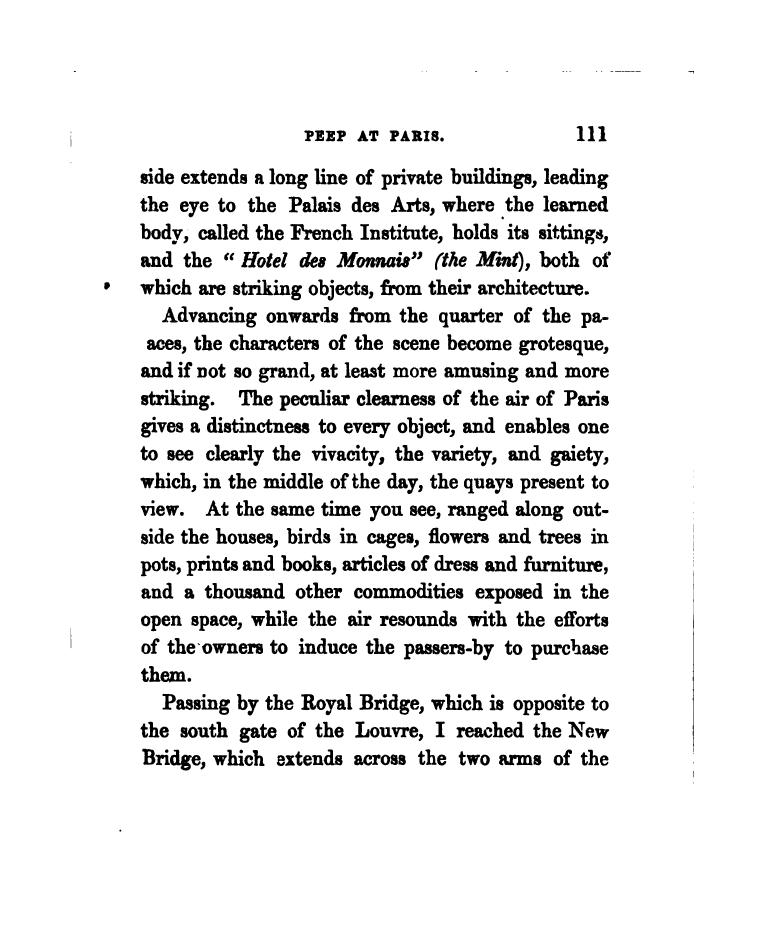 PEEP AT PARIS. 111
side extends a long line of private buildings, leading
the eye to the Palais des Arts, where the learned
body, called the French Institute, holds its sittings,
and the “ Hotel des Monnais” (the Mint), both of
which are striking objects, from their architecture.
Advancing onwards from the quarter of the pa-
aces, the characters of the scene become grotesque,
and if not so grand, at least more amusing and more
striking. The peculiar clearness of the air of Paris
gives a distinctness to every object, and enables one
to see clearly the vivacity, the variety, and gaiety,
which, in the middle of the day, the quays present to
view. At the same time you see, ranged along out-
side the houses, birds in cages, flowers and trees in
pots, prints and books, articles of dress and furniture,
and a thousand other commodities exposed in the
open space, while the air resounds with the efforts
of the owners to induce the passers-by to purchase
them.
Passing by the Royal Bridge, which is opposite to
the south gate of the Louvre, I reached the New
Bridge, which extends across the two arms of the